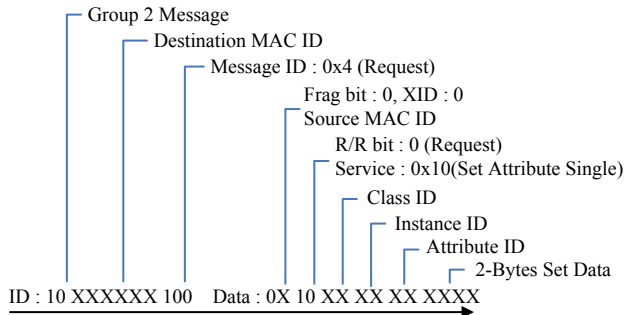 Group 2 Message
Destination MAC ID
Message ID : 0x4 (Request)
Frag bit : 0, XID : 0
Source MAC ID
R/R bit : 0 (Request)
Service : 0x10(Set Attribute Single)
Class ID
Instance ID
Attribute ID
2-Bytes Set Data
ID : 10 XXXXXX 100 Data : 0X 10 XX XX XX XXXX